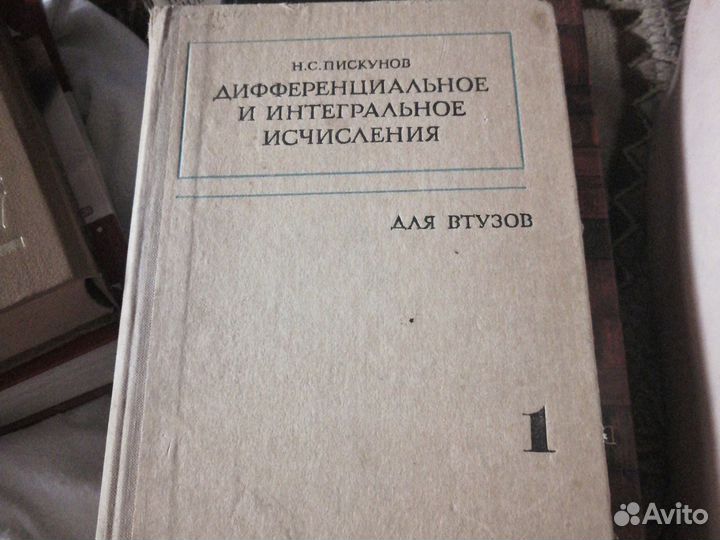 Н.С.ПИСКУНОВ
ДИФФЕРЕНЦИАЛЬНОЕ
И ИНТЕГРАЛЬНОЕ
ИСЧИСЛЕНИЯ
ДЛЯ ВТУЗОВ
1
Avito